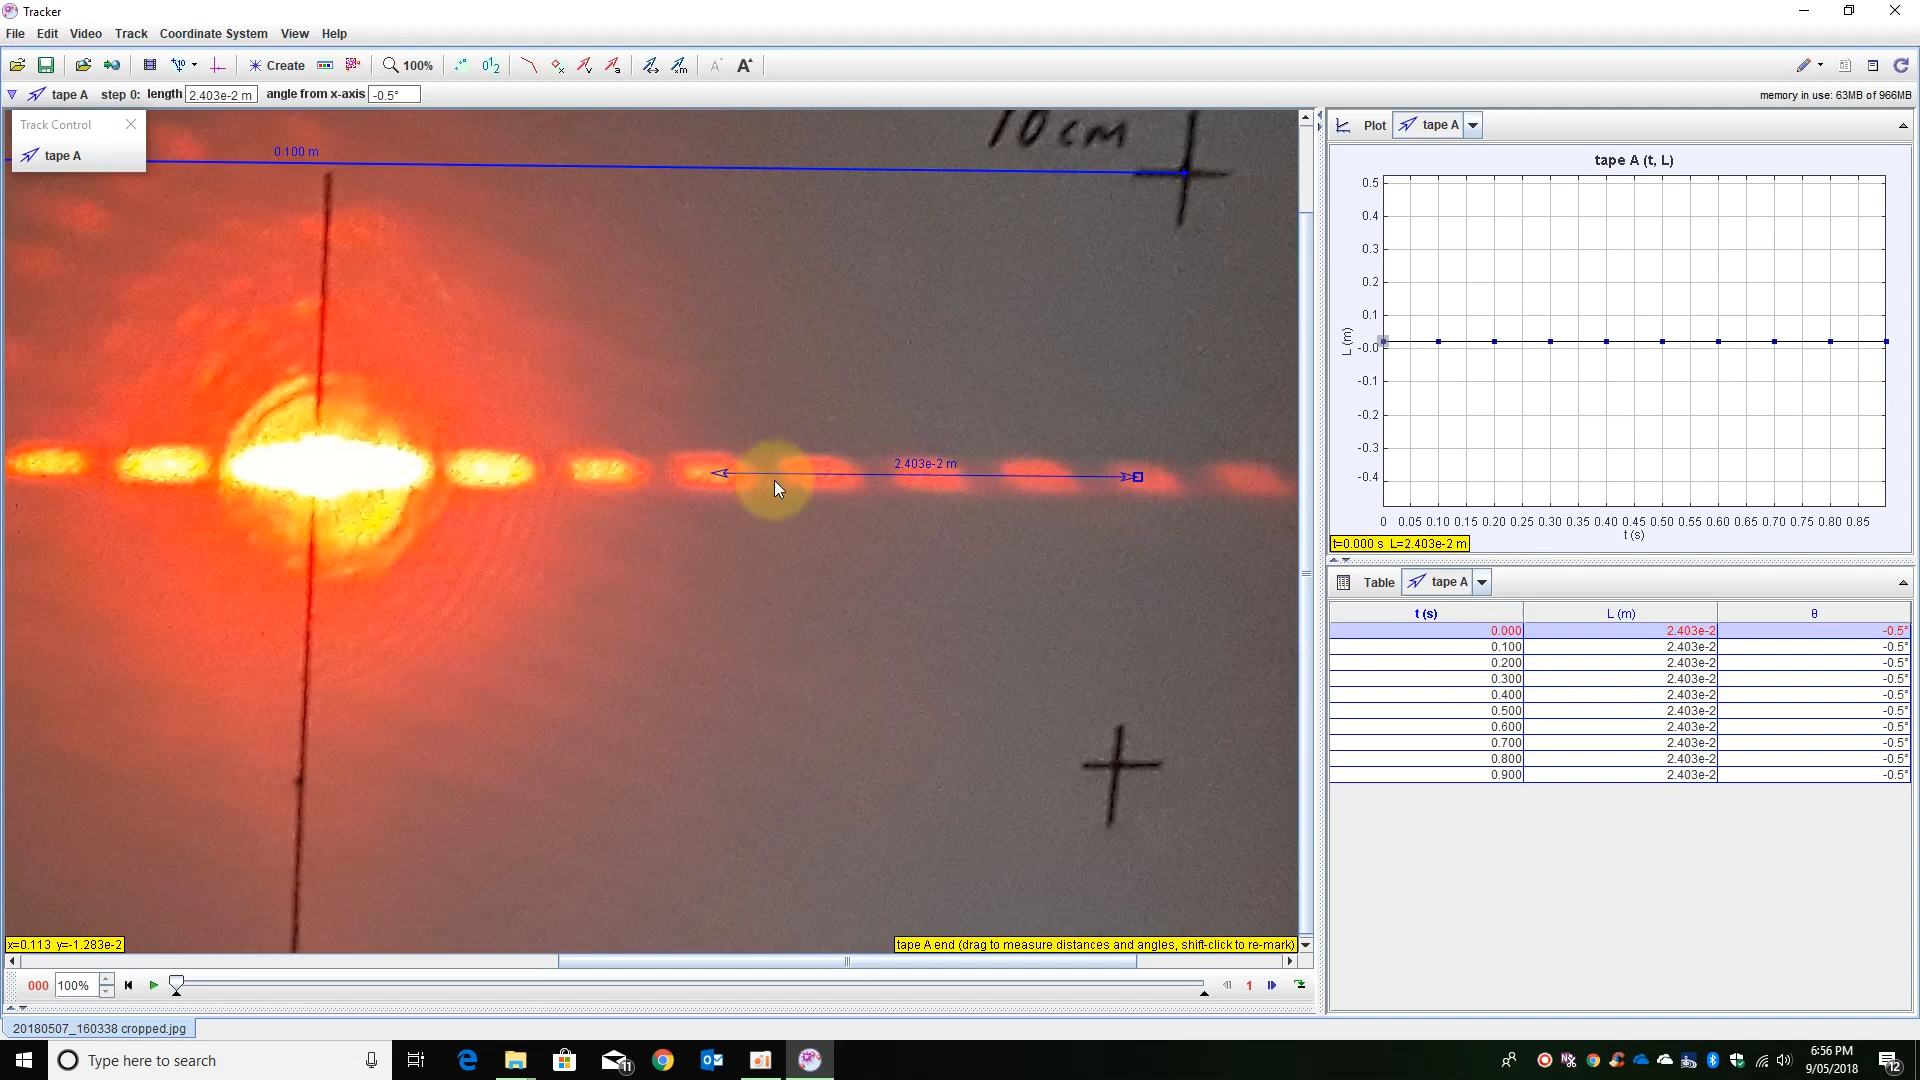 Tracker
File Edit Video Track Coordinate System View Help
Create 100%
tape A step 0: length 2.403e-2 m angle from x-axis -0.5° memory in use: 63MB of 966MB
Track Control
tape A
0.100 m
10 cm
2.403e-2 m
x=0.113 y=-1.283e-2
tape A end (drag to measure distances and angles, shift-click to re-mark)
000 100% 1
20180507_160338 cropped.jpg
Plot tape A
tape A (t, L)
0.5
0.4
0.3
0.2
0.1
-0.0
-0.1
-0.2
-0.3
-0.4
L (m)
0 0.05 0.10 0.15 0.20 0.25 0.30 0.35 0.40 0.45 0.50 0.55 0.60 0.65 0.70 0.75 0.80 0.85
t (s)
t=0.000 s L=2.403e-2 m
Table tape A
t (s) L (m) θ
0.000 2.403e-2 -0.5°
0.100 2.403e-2 -0.5°
0.200 2.403e-2 -0.5°
0.300 2.403e-2 -0.5°
0.400 2.403e-2 -0.5°
0.500 2.403e-2 -0.5°
0.600 2.403e-2 -0.5°
0.700 2.403e-2 -0.5°
0.800 2.403e-2 -0.5°
0.900 2.403e-2 -0.5°
Type here to search
11
6:56 PM
9/05/2018
12